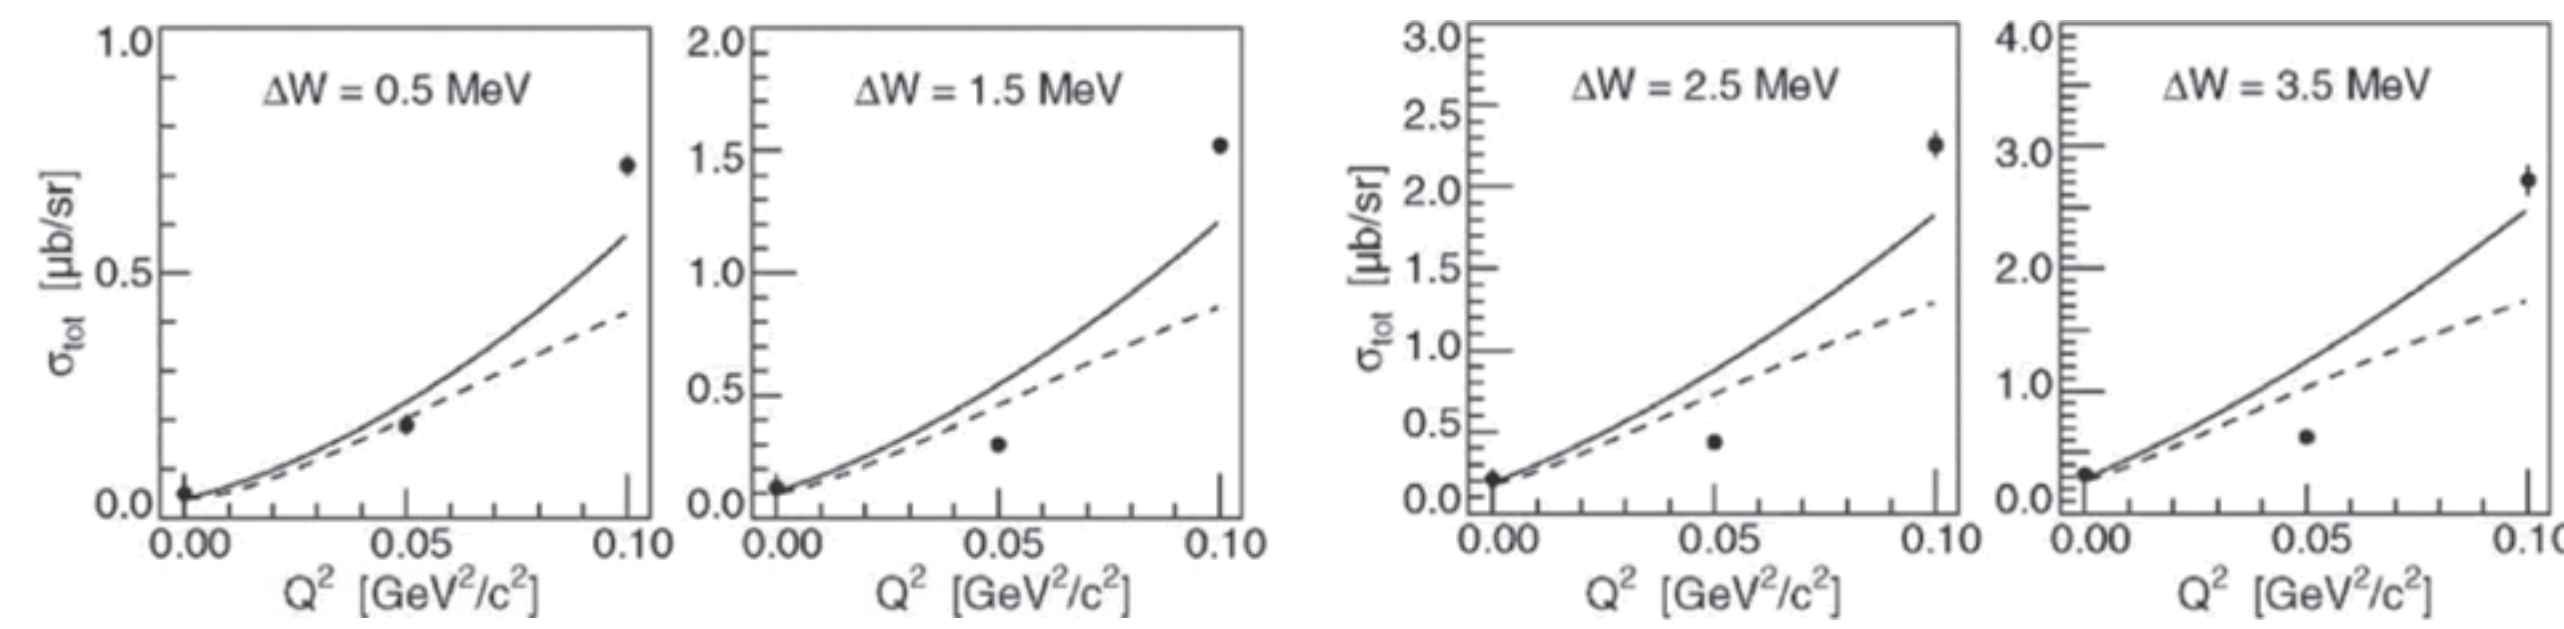 ΔW = 0.5 MeV
σtot [μb/sr]
1.0
0.5
0.0
0.00 0.05 0.10
Q² [GeV²/c²]
ΔW = 1.5 MeV
2.0
1.5
1.0
0.5
0.0
0.00 0.05 0.10
Q² [GeV²/c²]
ΔW = 2.5 MeV
σtot [μb/sr]
3.0
2.5
2.0
1.5
1.0
0.5
0.0
0.00 0.05 0.10
Q² [GeV²/c²]
ΔW = 3.5 MeV
4.0
3.0
2.0
1.0
0.0
0.00 0.05 0.10
Q² [GeV²/c²]